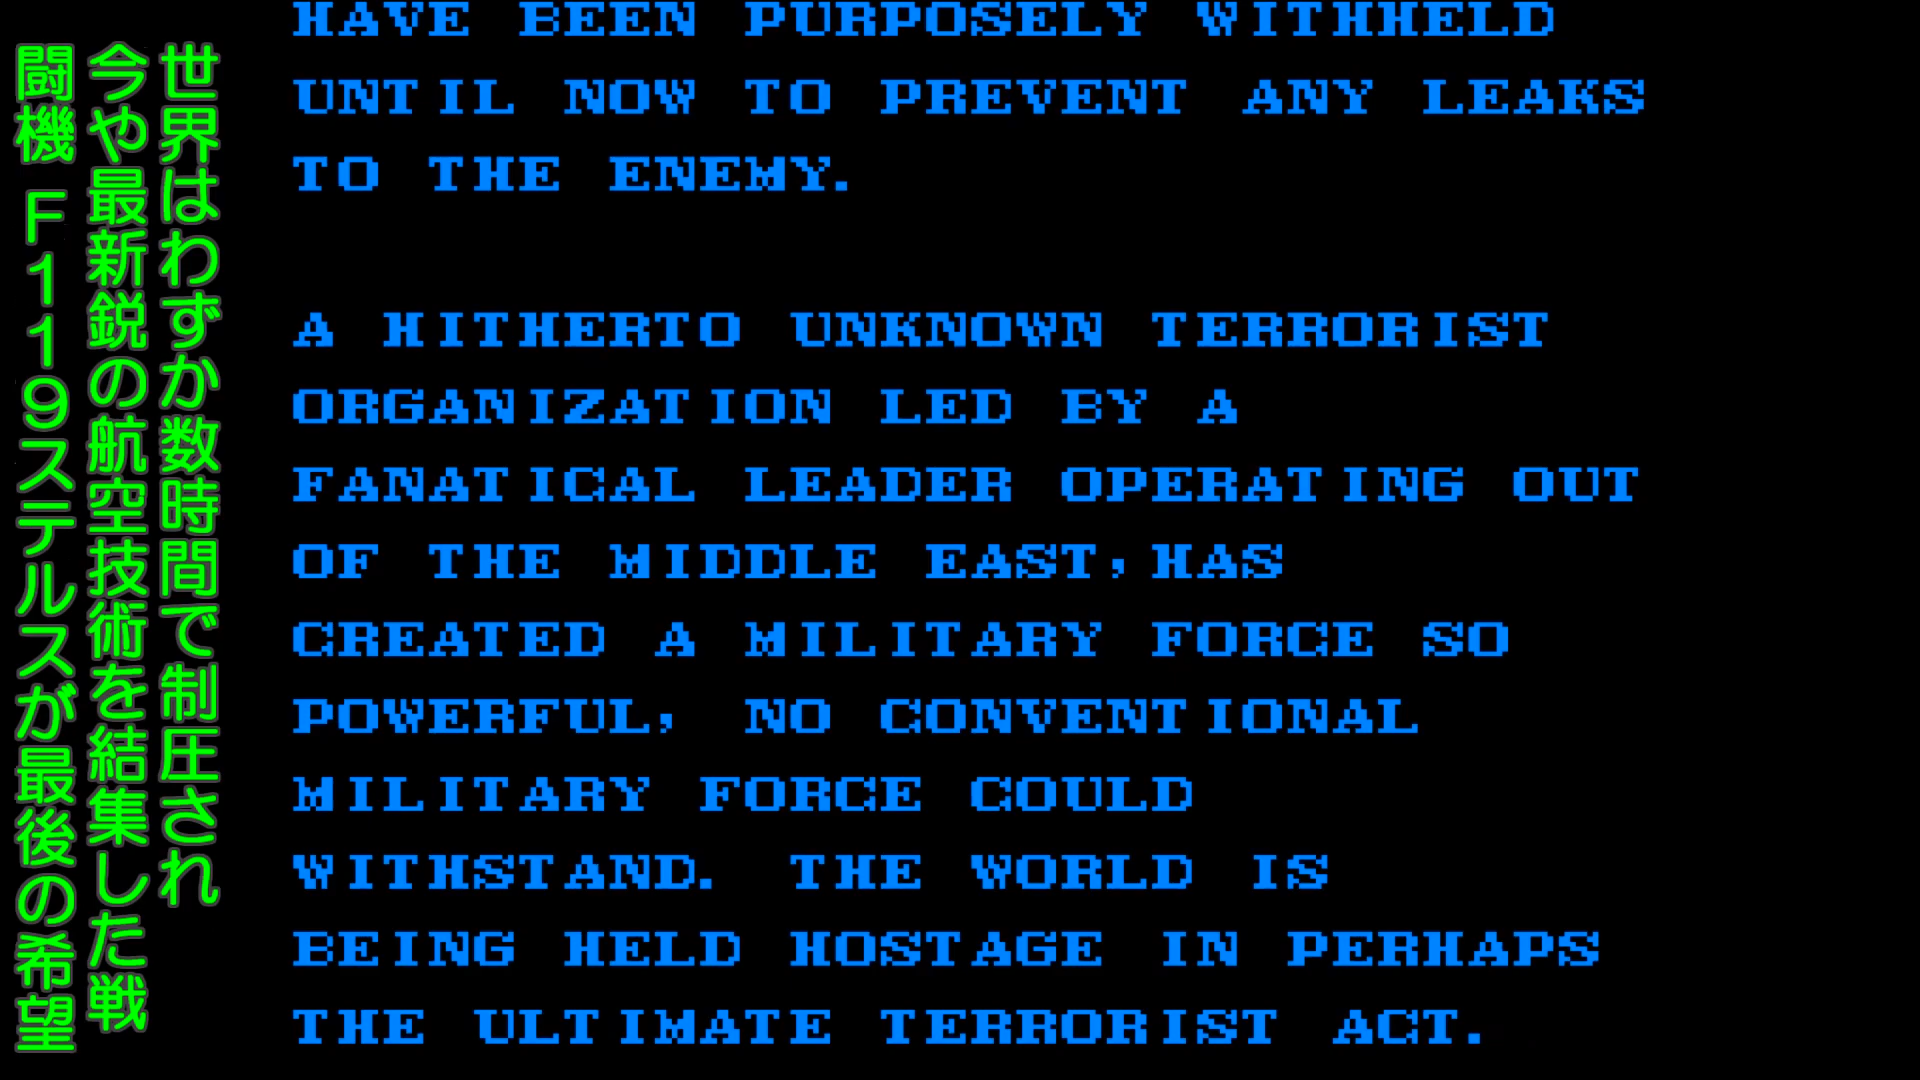 世界はわずか数時間で制圧され
今や最新鋭の航空技術を結集した戦
闘機 F119ステルスが最後の希望
HAVE BEEN PURPOSELY WITHHELD
UNTIL NOW TO PREVENT ANY LEAKS
TO THE ENEMY.
A HITHERTO UNKNOWN TERRORIST
ORGANIZATION LED BY A
FANATICAL LEADER OPERATING OUT
OF THE MIDDLE EAST,HAS
CREATED A MILITARY FORCE SO
POWERFUL, NO CONVENTIONAL
MILITARY FORCE COULD
WITHSTAND. THE WORLD IS
BEING HELD HOSTAGE IN PERHAPS
THE ULTIMATE TERRORIST ACT.